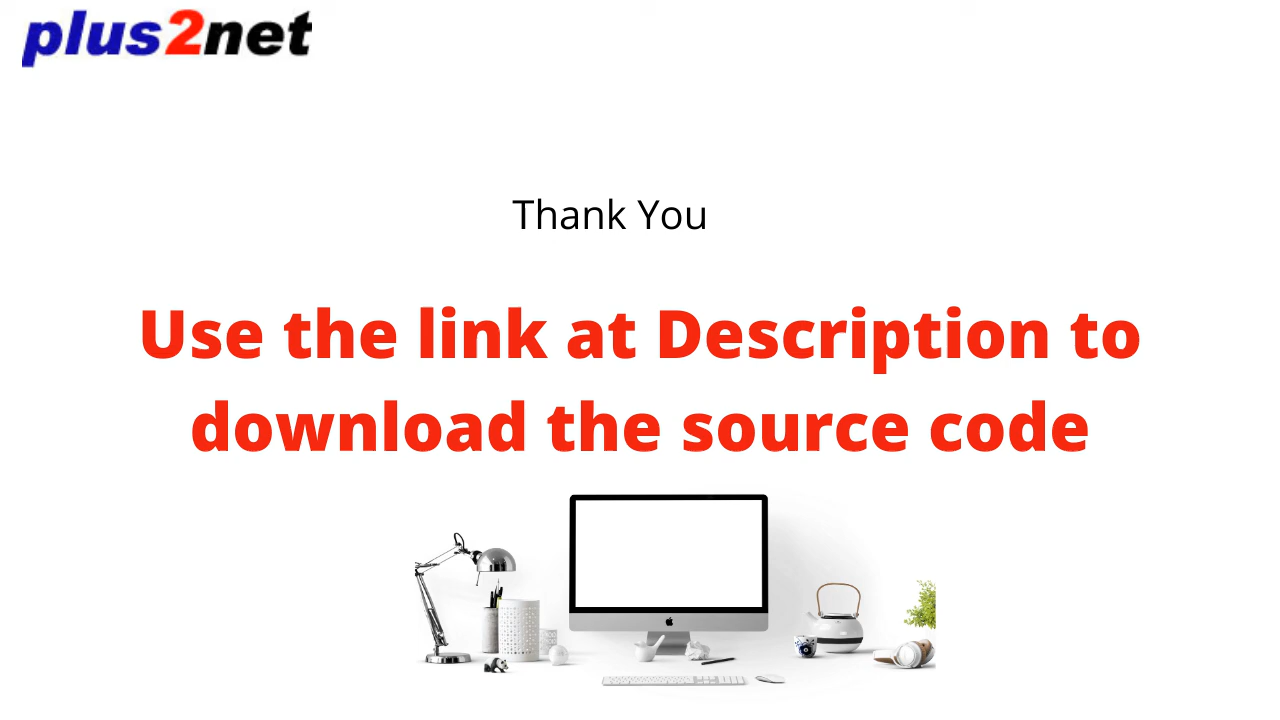 plus2net
Thank You
Use the link at Description to
download the source code